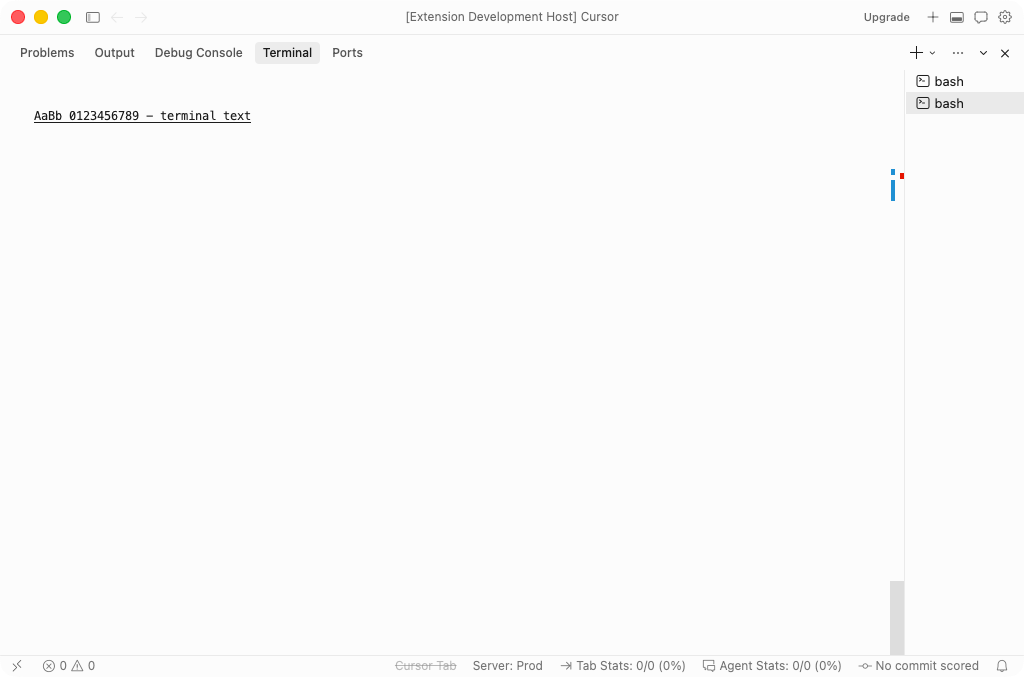 [Extension Development Host] Cursor
Upgrade
Problems Output Debug Console Terminal Ports
AaBb 0123456789 — terminal text
bash
bash
0 0
Cursor Tab Server: Prod Tab Stats: 0/0 (0%) Agent Stats: 0/0 (0%) No commit scored